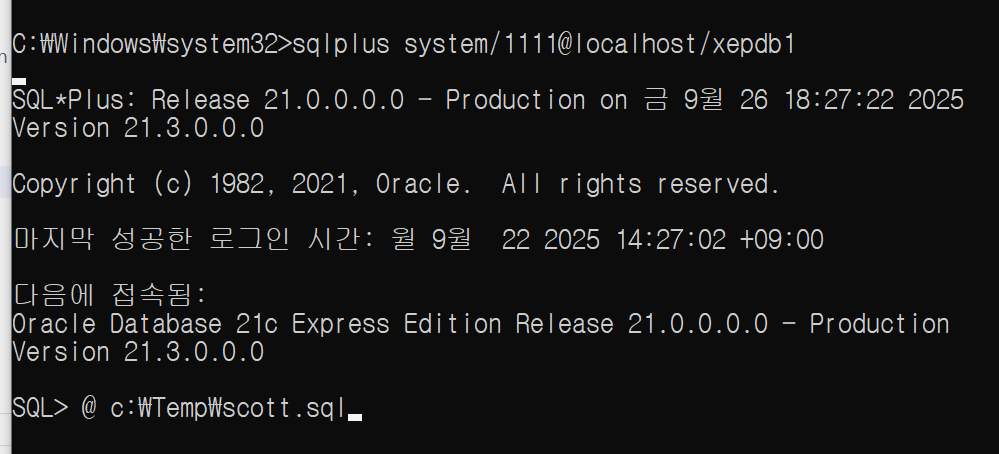 C:₩Windows₩system32>sqlplus system/1111@localhost/xepdb1
SQL*Plus: Release 21.0.0.0.0 - Production on 금 9월 26 18:27:22 2025
Version 21.3.0.0.0
Copyright (c) 1982, 2021, Oracle.  All rights reserved.
마지막 성공한 로그인 시간: 월 9월  22 2025 14:27:02 +09:00
다음에 접속됨:
Oracle Database 21c Express Edition Release 21.0.0.0.0 - Production
Version 21.3.0.0.0
SQL> @ c:₩Temp₩scott.sql